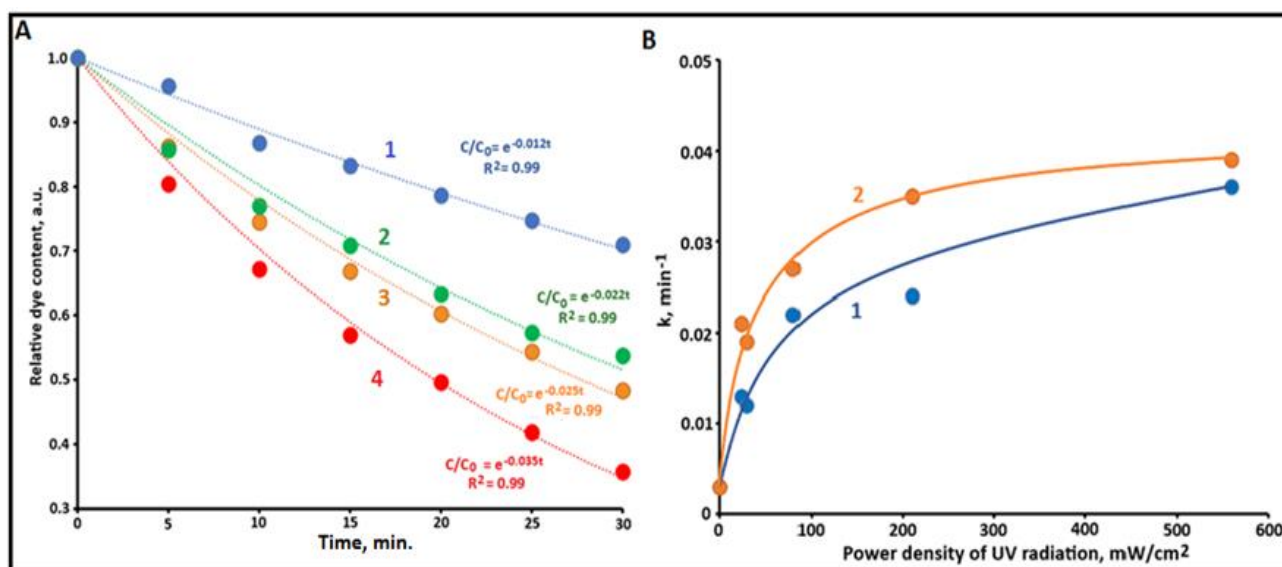 A
1.0
0.9
0.8
0.7
0.6
0.5
0.4
0.3
Relative dye content, a.u.
1
2
3
4
C/C₀= e⁻⁰·⁰¹²ᵗ
R² = 0.99
C/C₀= e⁻⁰·⁰²²ᵗ
R² = 0.99
C/C₀= e⁻⁰·⁰²⁵ᵗ
R² = 0.99
C/C₀ = e⁻⁰·⁰³⁵ᵗ
R² = 0.99
0 5 10 15 20 25 30
Time, min.
B
0.05
0.04
0.03
0.02
0.01
0
k, min⁻¹
2
1
0 100 200 300 400 500 600
Power density of UV radiation, mW/cm²